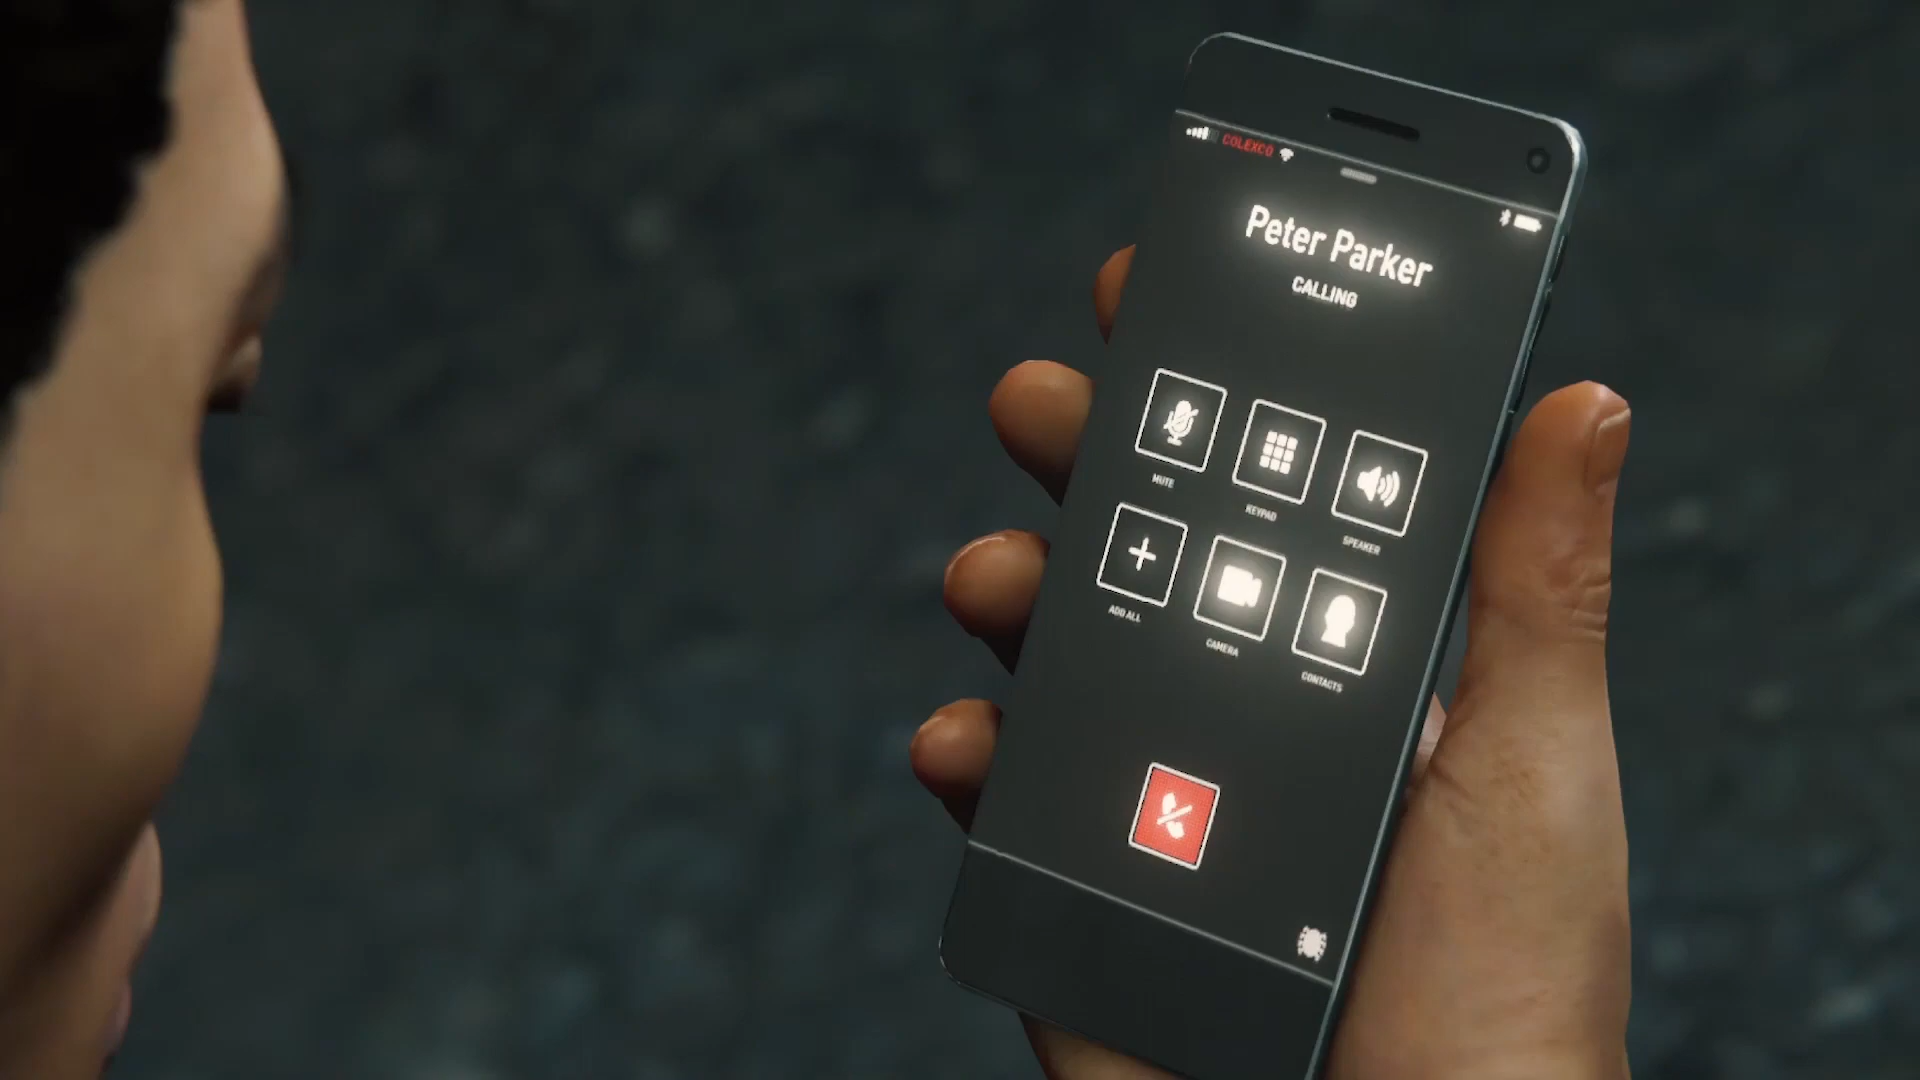 COLEXCO
Peter Parker
CALLING
MUTE
KEYPAD
SPEAKER
ADD ALL
CAMERA
CONTACTS